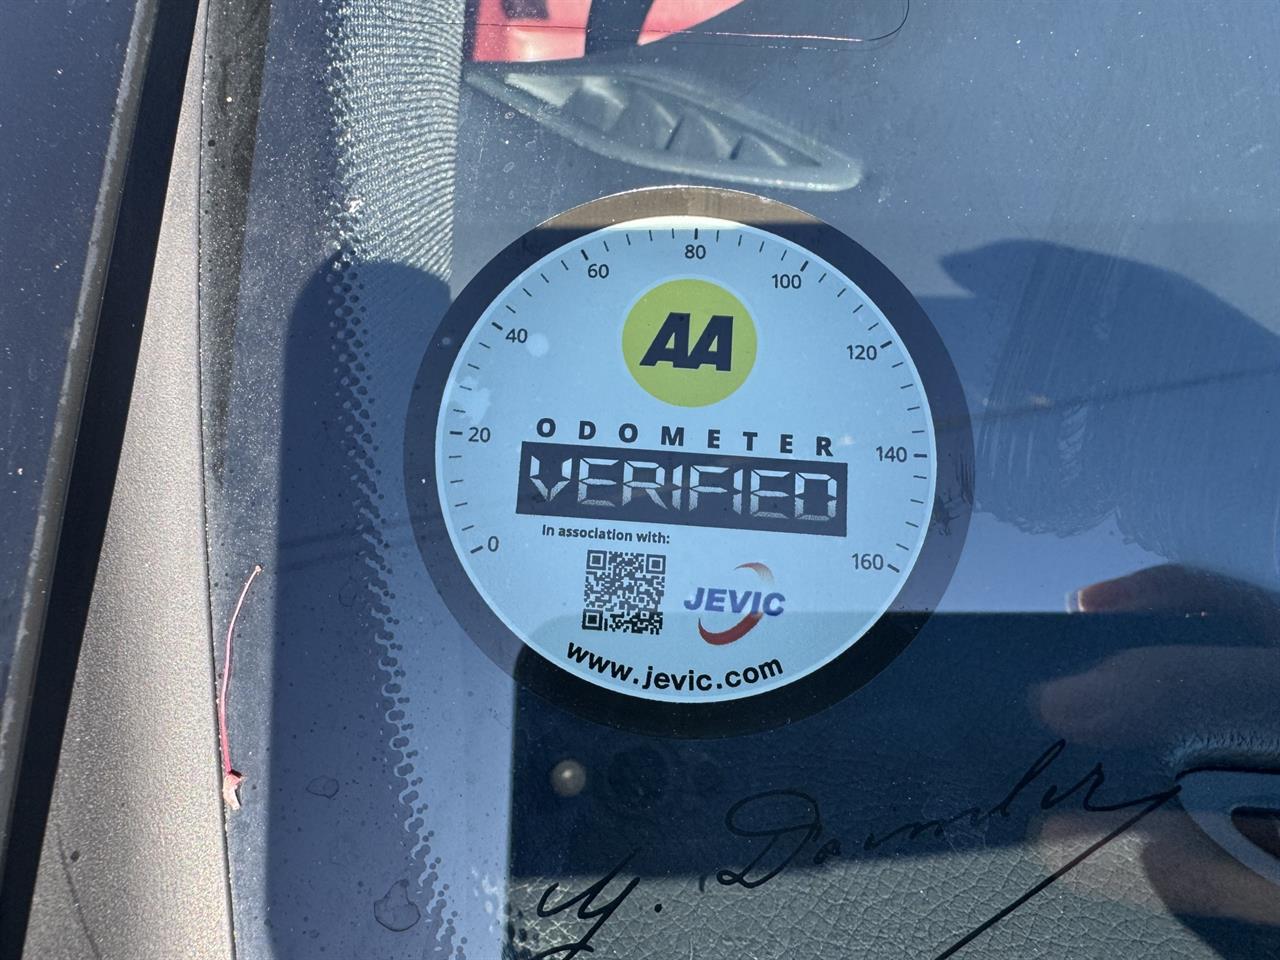 0 20 40 60 80 100 120 140 160
AA
ODOMETER
VERIFIED
In association with:
JEVIC
www.jevic.com
G. Daimler